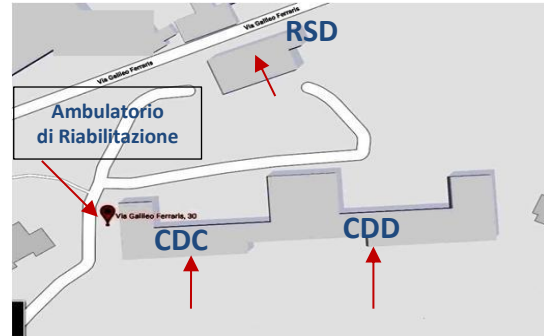 RSD
Via Galileo Ferraris
Via Galileo Ferraris
Ambulatorio
di Riabilitazione
Via Galileo Ferraris, 30
CDC
CDD